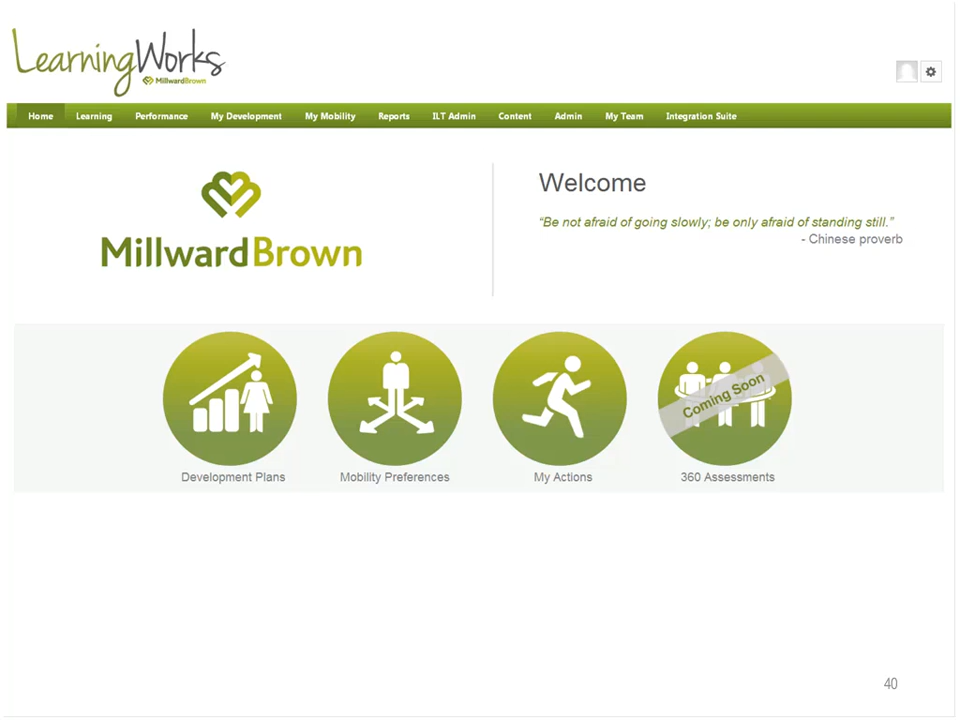 LearningWorks
MillwardBrown
Home Learning Performance My Development My Mobility Reports ILT Admin Content Admin My Team Integration Suite
MillwardBrown
Welcome
“Be not afraid of going slowly; be only afraid of standing still.”
- Chinese proverb
Coming Soon
Development Plans Mobility Preferences My Actions 360 Assessments
40